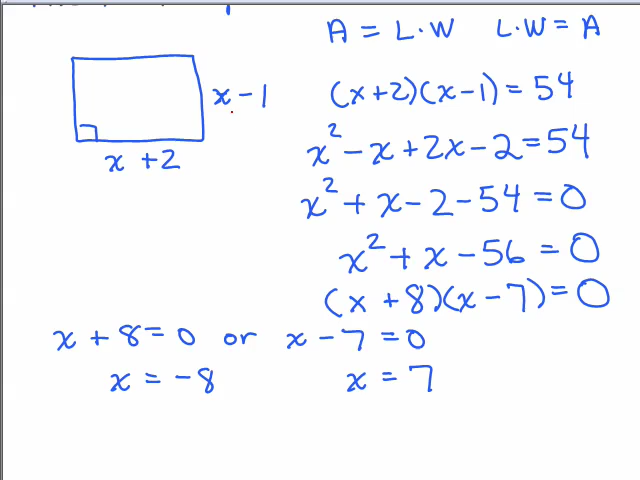 A = L·W   L·W = A
x - 1
(x+2)(x-1) = 54
x + 2
x² - x + 2x - 2 = 54
x² + x - 2 - 54 = 0
x² + x - 56 = 0
(x + 8)(x - 7) = 0
x + 8 = 0 or x - 7 = 0
x = -8   x = 7